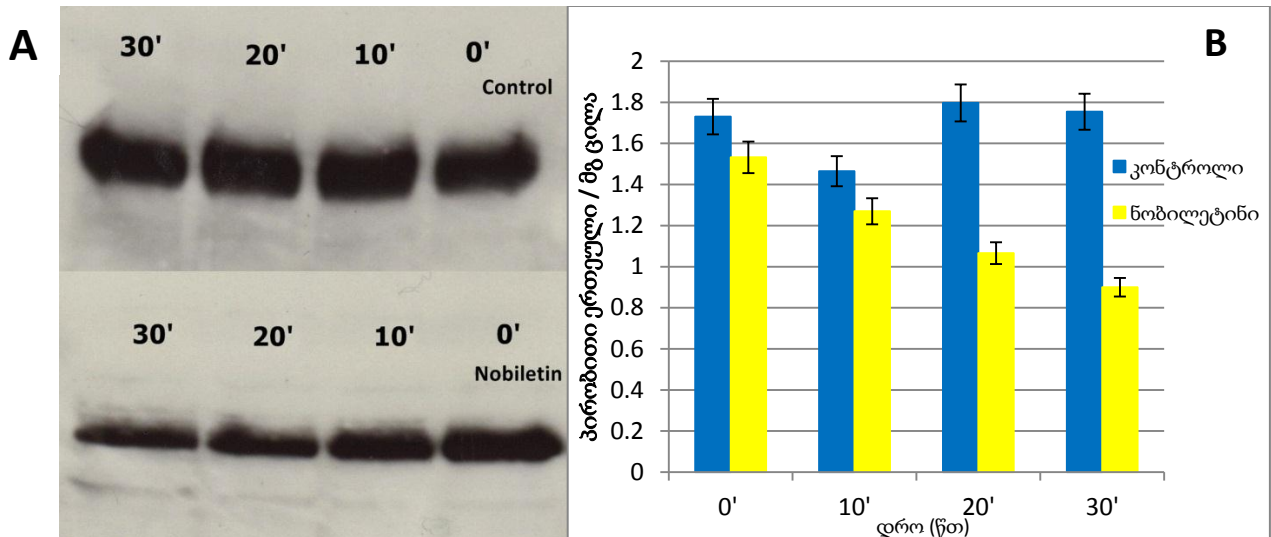 A
30' 20' 10' 0'
Control
30' 20' 10' 0'
Nobiletin
B
პირობითი ერთეული / მგ ცილა
2
1.8
1.6
1.4
1.2
1
0.8
0.6
0.4
0.2
0
0' 10' 20' 30'
დრო (წთ)
კონტროლი
ნობილეტინი